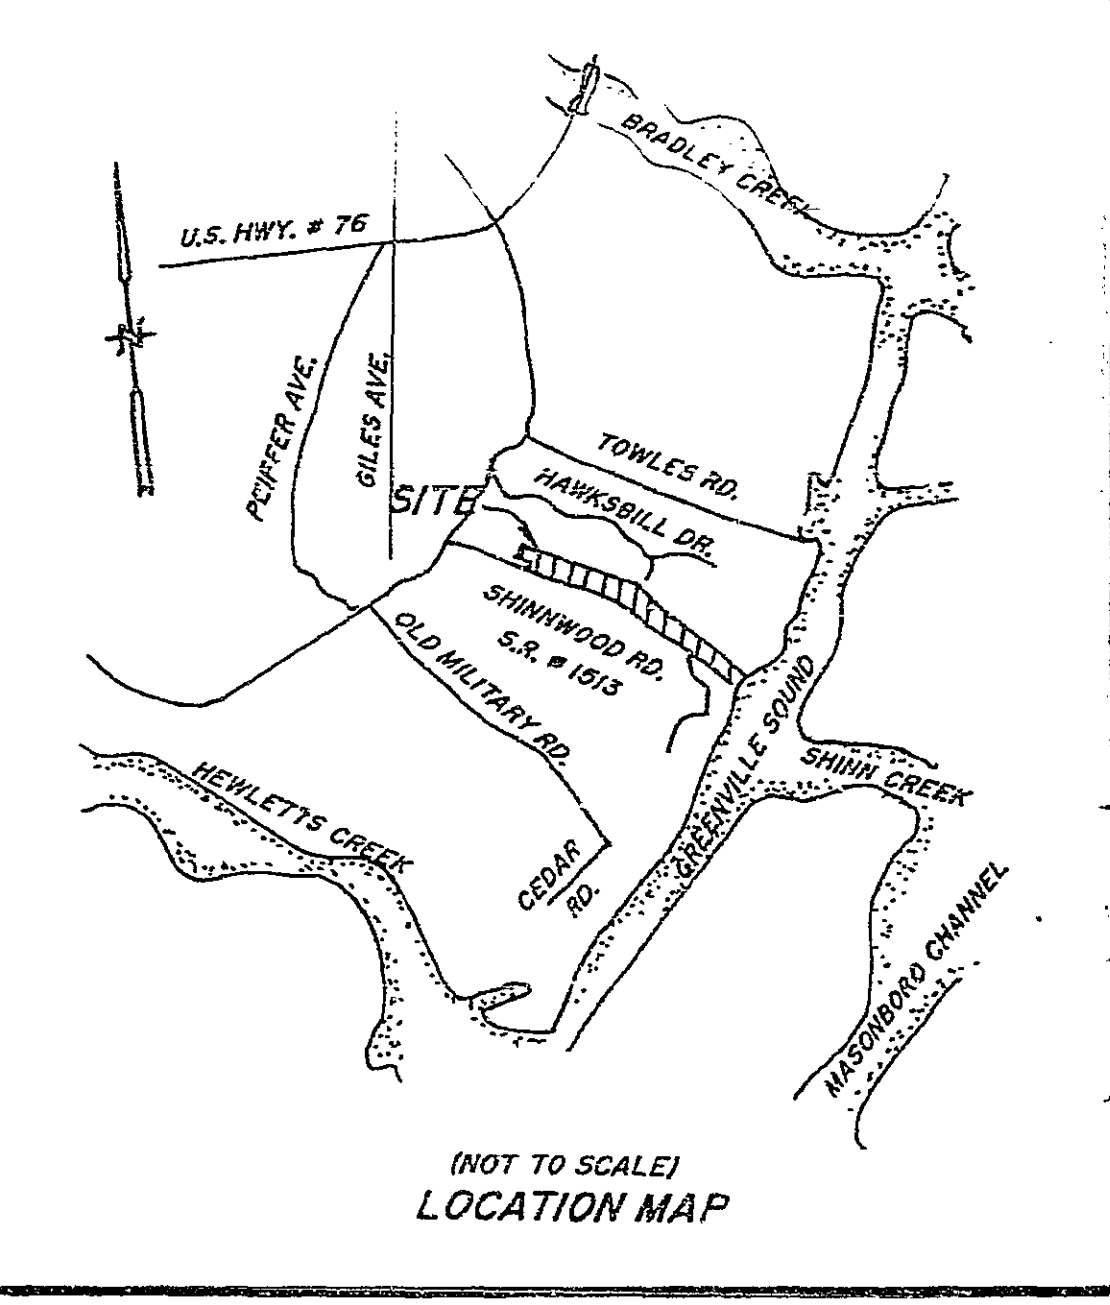 BRADLEY CREEK
U.S. HWY. # 76
N
PEIFFER AVE.
GILES AVE.
TOWLES RD.
HAWKSBILL DR.
SITE
SHINNWOOD RD.
S.R. # 1513
OLD MILITARY RD.
GREENVILLE SOUND
SHINN CREEK
HEWLETTS CREEK
CEDAR
RD.
MASONBORO CHANNEL
(NOT TO SCALE)
LOCATION MAP